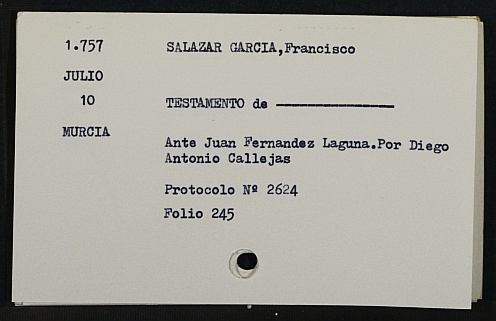 1.757 SALAZAR GARCIA,Francisco
JULIO
10 TESTAMENTO de ----------------
MURCIA
Ante Juan Fernandez Laguna.Por Diego
Antonio Callejas
Protocolo Nº 2624
Folio 245